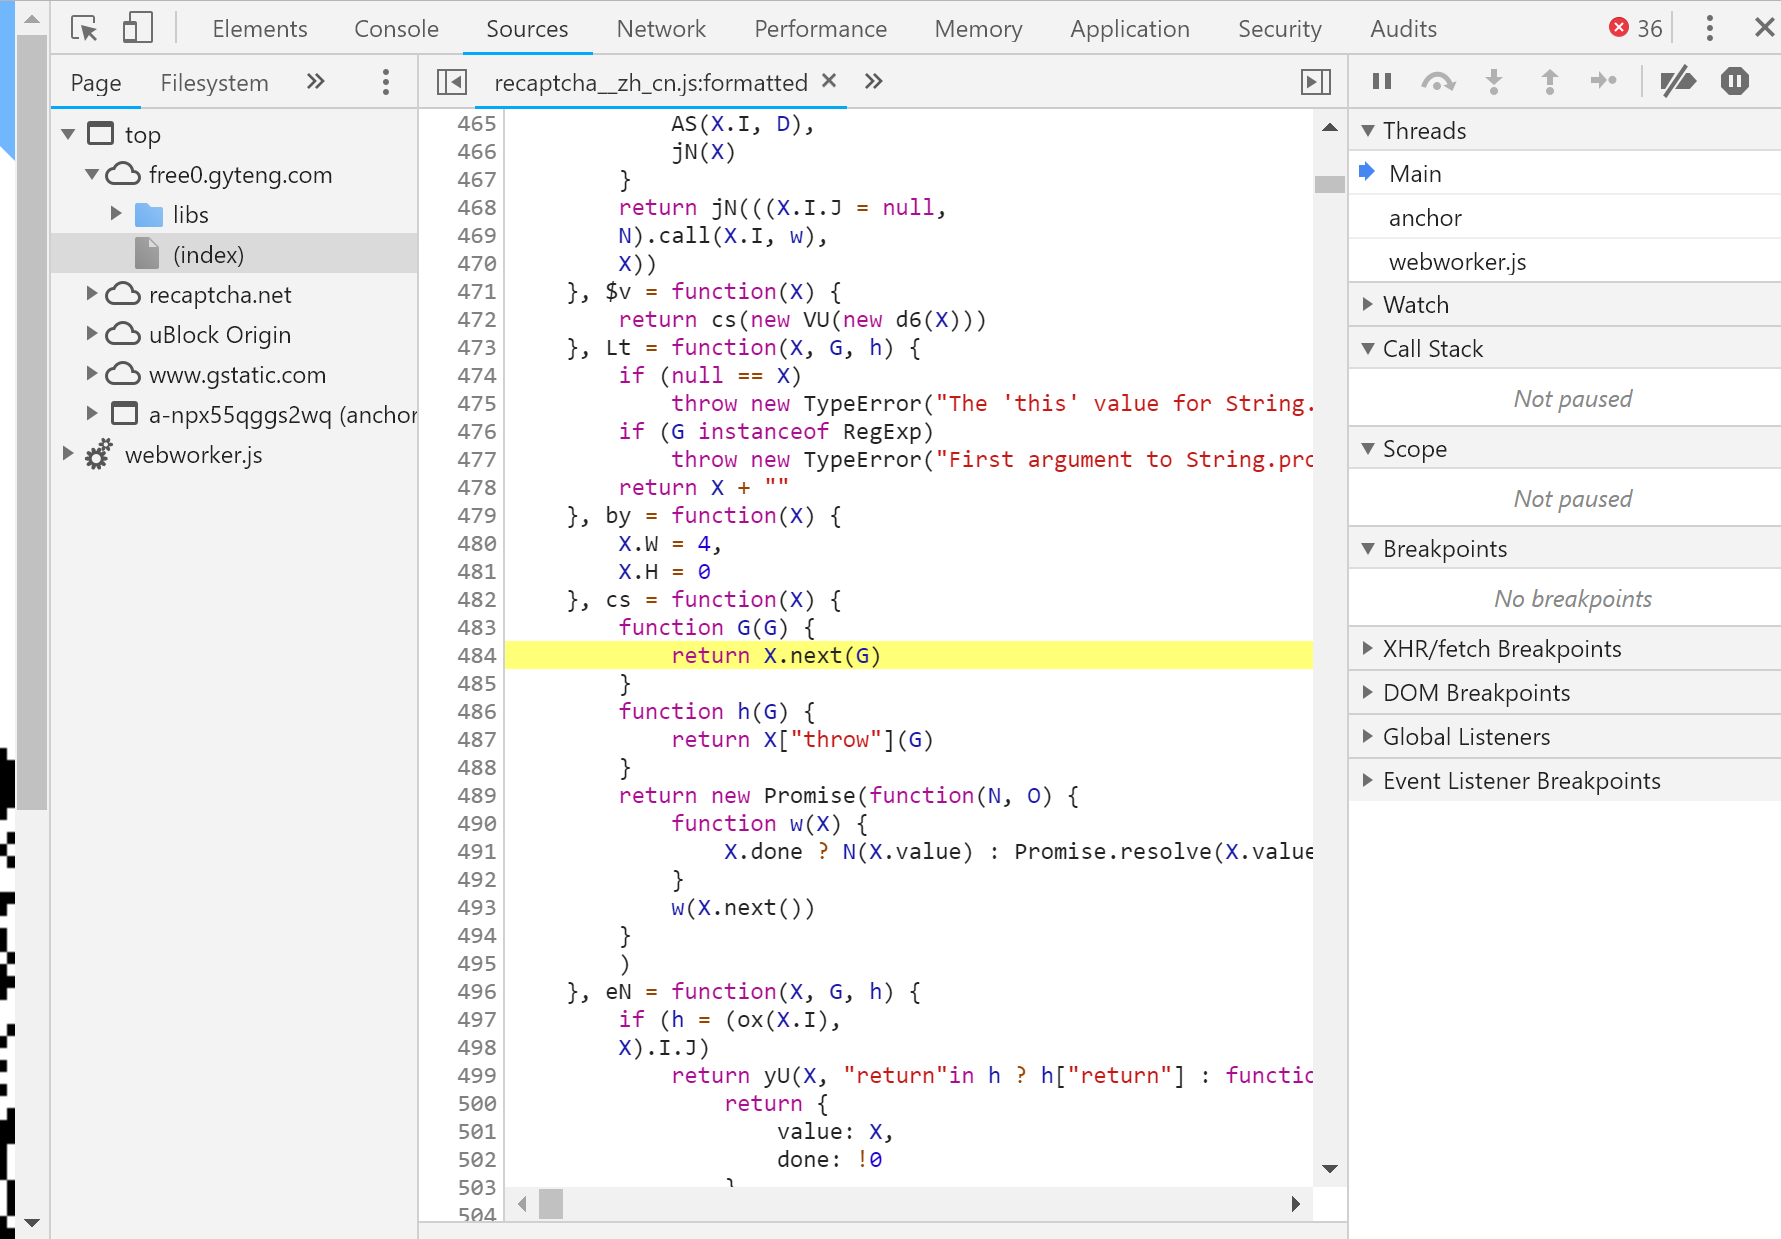 Elements Console Sources Network Performance Memory Application Security Audits 36
Page Filesystem
recaptcha__zh_cn.js:formatted
top
free0.gyteng.com
libs
(index)
recaptcha.net
uBlock Origin
www.gstatic.com
a-npx55qggs2wq (anchor
webworker.js
465 AS(X.I, D),
466 jN(X)
467 }
468 return jN(((X.I.J = null,
469 N).call(X.I, w),
470 X))
471 }, $v = function(X) {
472 return cs(new VU(new d6(X)))
473 }, Lt = function(X, G, h) {
474 if (null == X)
475 throw new TypeError("The 'this' value for String.
476 if (G instanceof RegExp)
477 throw new TypeError("First argument to String.pro
478 return X + ""
479 }, by = function(X) {
480 X.W = 4,
481 X.H = 0
482 }, cs = function(X) {
483 function G(G) {
484 return X.next(G)
485 }
486 function h(G) {
487 return X["throw"](G)
488 }
489 return new Promise(function(N, O) {
490 function w(X) {
491 X.done ? N(X.value) : Promise.resolve(X.value
492 }
493 w(X.next())
494 }
495 )
496 }, eN = function(X, G, h) {
497 if (h = (ox(X.I),
498 X).I.J)
499 return yU(X, "return"in h ? h["return"] : functio
500 return {
501 value: X,
502 done: !0
503 }
504
Threads
Main
anchor
webworker.js
Watch
Call Stack
Not paused
Scope
Not paused
Breakpoints
No breakpoints
XHR/fetch Breakpoints
DOM Breakpoints
Global Listeners
Event Listener Breakpoints